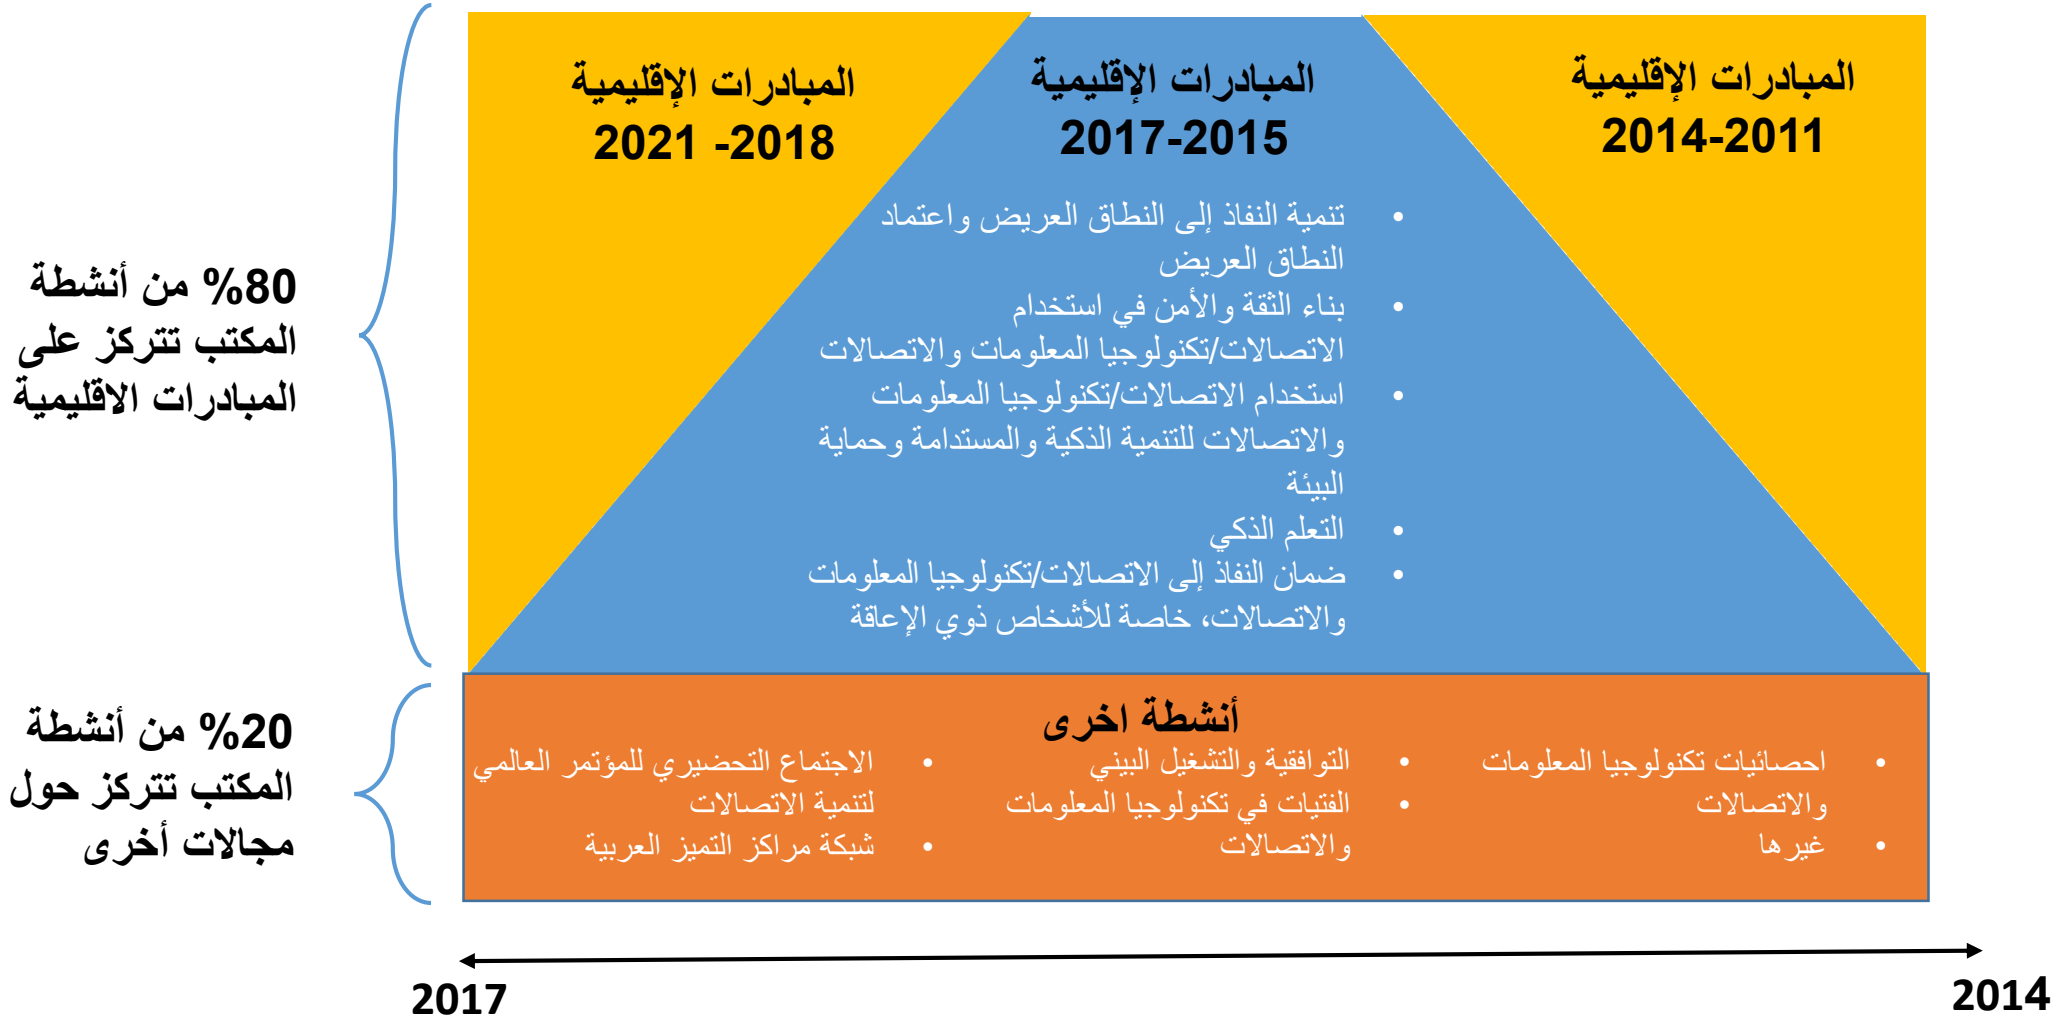 المبادرات الإقليمية
2014-2011
المبادرات الإقليمية
2017-2015
المبادرات الإقليمية
2021 -2018
• تنمية النفاذ إلى النطاق العريض واعتماد
النطاق العريض
• بناء الثقة والأمن في استخدام
الاتصالات/تكنولوجيا المعلومات والاتصالات
• استخدام الاتصالات/تكنولوجيا المعلومات
والاتصالات للتنمية الذكية والمستدامة وحماية
البيئة
• التعلم الذكي
• ضمان النفاذ إلى الاتصالات/تكنولوجيا المعلومات
والاتصالات، خاصة للأشخاص ذوي الإعاقة
80% من أنشطة
المكتب تتركز على
المبادرات الاقليمية
أنشطة اخرى
• احصائيات تكنولوجيا المعلومات
والاتصالات
• غيرها
• التوافقية والتشغيل البيني
• الفتيات في تكنولوجيا المعلومات
والاتصالات
• الاجتماع التحضيري للمؤتمر العالمي
لتنمية الاتصالات
• شبكة مراكز التميز العربية
20% من أنشطة
المكتب تتركز حول
مجالات أخرى
2014
2017